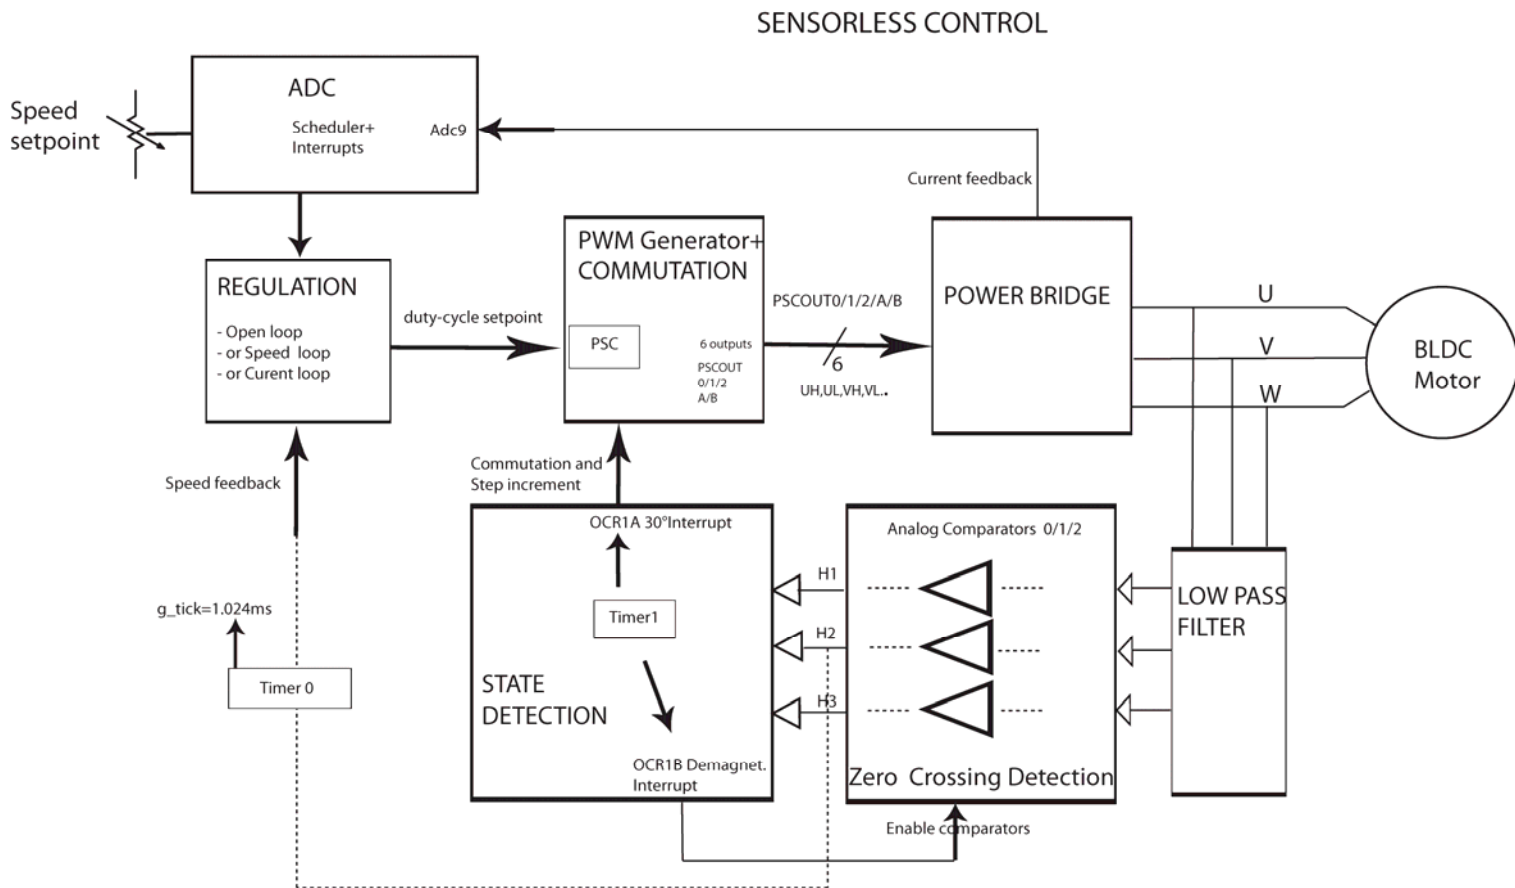 SENSORLESS CONTROL
ADC
Speed
setpoint
Scheduler+
Interrupts
Adc9
Current feedback
REGULATION
- Open loop
- or Speed loop
- or Curent loop
duty-cycle setpoint
PWM Generator+
COMMUTATION
PSC
6 outputs
PSCOUT
0/1/2
A/B
PSCOUT0/1/2/A/B
6
UH,UL,VH,VL..
POWER BRIDGE
U
V
W
BLDC
Motor
Speed feedback
Commutation and
Step increment
g_tick=1.024ms
Timer 0
OCR1A 30°Interrupt
Timer1
STATE
DETECTION
OCR1B Demagnet.
Interrupt
H1
H2
H3
Analog Comparators 0/1/2
Zero Crossing Detection
Enable comparators
LOW PASS
FILTER